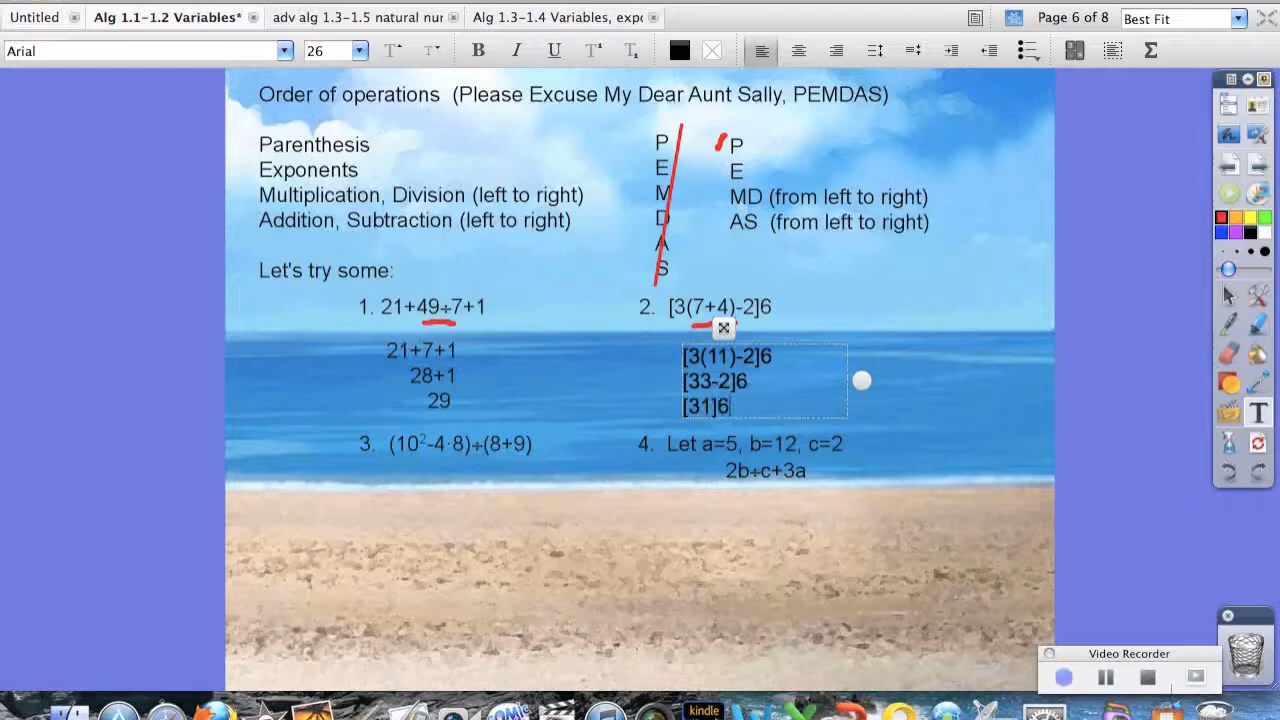 Untitled
Alg 1.1-1.2 Variables*
adv alg 1.3-1.5 natural nur
Alg 1.3-1.4 Variables, expo
Page 6 of 8
Best Fit
Arial
26
B I U
Order of operations (Please Excuse My Dear Aunt Sally, PEMDAS)
Parenthesis
Exponents
Multiplication, Division (left to right)
Addition, Subtraction (left to right)
P
E
M
D
A
S
P
E
MD (from left to right)
AS (from left to right)
Let's try some:
1. 21+49÷7+1
21+7+1
28+1
29
2. [3(7+4)-2]6
[3(11)-2]6
[33-2]6
[31]6
3. (10²-4·8)÷(8+9)
4. Let a=5, b=12, c=2
2b÷c+3a
Video Recorder
COMIC
kindle